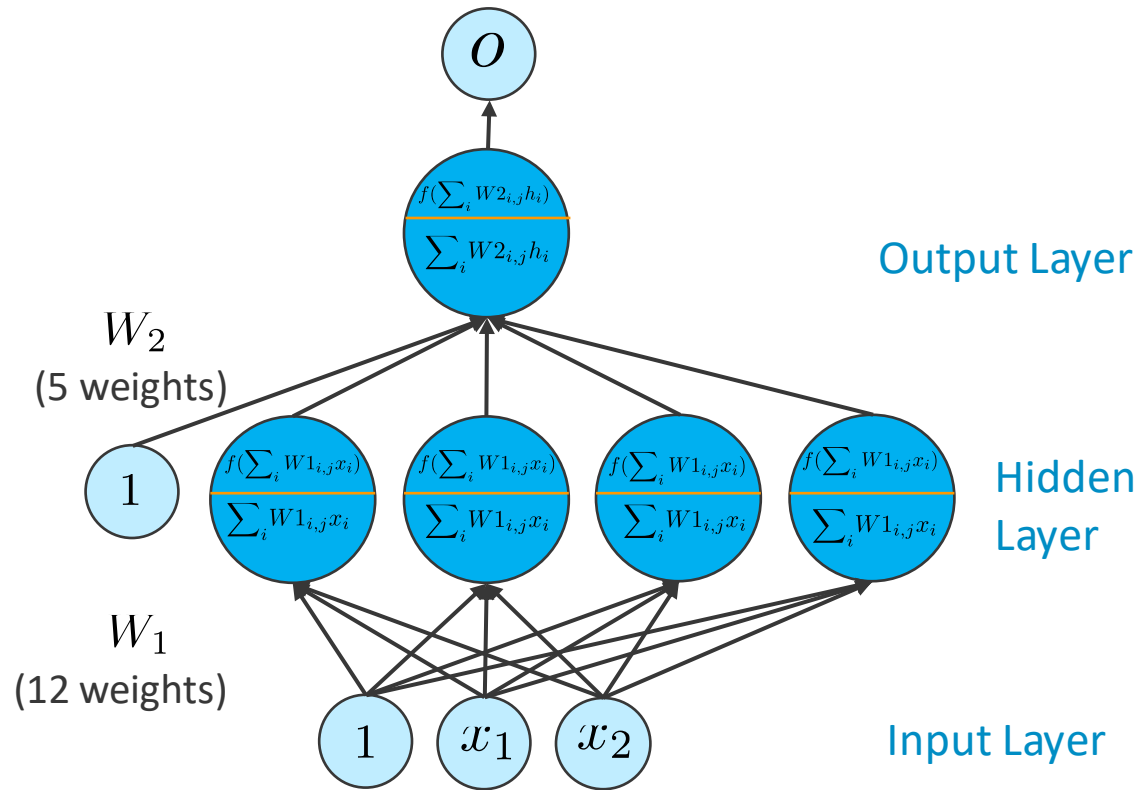 O
f(∑_i W2_{i,j}h_i)
∑_i W2_{i,j}h_i
Output Layer
W_2
(5 weights)
1
f(∑_i W1_{i,j}x_i)
∑_i W1_{i,j}x_i
f(∑_i W1_{i,j}x_i)
∑_i W1_{i,j}x_i
f(∑_i W1_{i,j}x_i)
∑_i W1_{i,j}x_i
f(∑_i W1_{i,j}x_i)
∑_i W1_{i,j}x_i
Hidden
Layer
W_1
(12 weights)
1
x_1
x_2
Input Layer